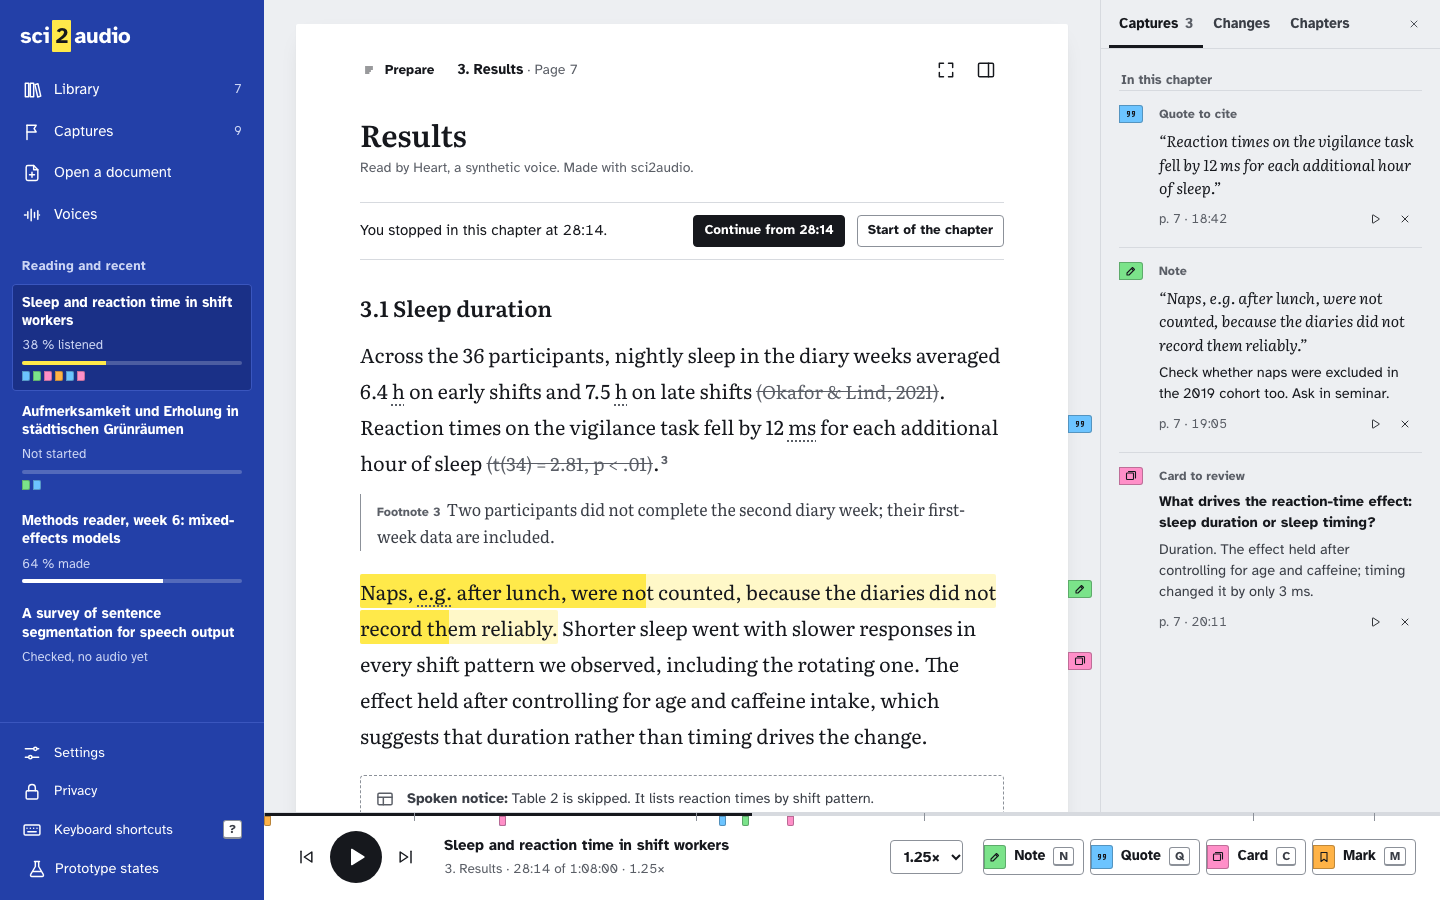 sci2audio
Library 7
Captures 9
Open a document
Voices
Reading and recent
Sleep and reaction time in shift
workers
38 % listened
Aufmerksamkeit und Erholung in
städtischen Grünräumen
Not started
Methods reader, week 6: mixed-
effects models
64 % made
A survey of sentence
segmentation for speech output
Checked, no audio yet
Settings
Privacy
Keyboard shortcuts ?
Prototype states
Prepare 3. Results · Page 7
Results
Read by Heart, a synthetic voice. Made with sci2audio.
You stopped in this chapter at 28:14.
Continue from 28:14
Start of the chapter
3.1 Sleep duration
Across the 36 participants, nightly sleep in the diary weeks averaged
6.4 h on early shifts and 7.5 h on late shifts (Okafor & Lind, 2021).
Reaction times on the vigilance task fell by 12 ms for each additional
hour of sleep (t(34) = 2.81, p < .01).³
Footnote 3 Two participants did not complete the second diary week; their first-
week data are included.
Naps, e.g. after lunch, were not counted, because the diaries did not
record them reliably. Shorter sleep went with slower responses in
every shift pattern we observed, including the rotating one. The
effect held after controlling for age and caffeine intake, which
suggests that duration rather than timing drives the change.
Spoken notice: Table 2 is skipped. It lists reaction times by shift pattern.
Captures 3 Changes Chapters ×
In this chapter
Quote to cite
“Reaction times on the vigilance task
fell by 12 ms for each additional hour
of sleep.”
p. 7 · 18:42
Note
“Naps, e.g. after lunch, were not
counted, because the diaries did not
record them reliably.”
Check whether naps were excluded in
the 2019 cohort too. Ask in seminar.
p. 7 · 19:05
Card to review
What drives the reaction-time effect:
sleep duration or sleep timing?
Duration. The effect held after
controlling for age and caffeine; timing
changed it by only 3 ms.
p. 7 · 20:11
Sleep and reaction time in shift workers
3. Results · 28:14 of 1:08:00 · 1.25×
1.25×
Note N
Quote Q
Card C
Mark M